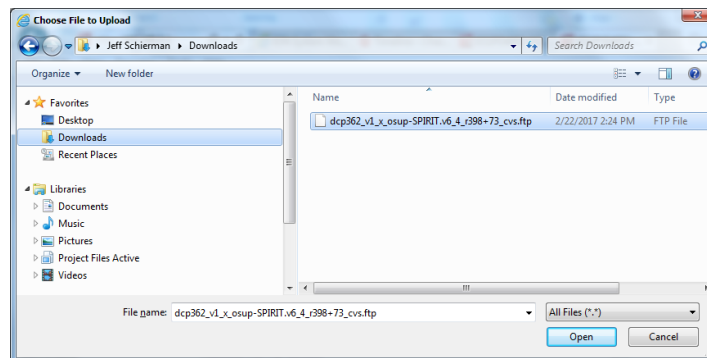 Choose File to Upload
Jeff Schierman Downloads
Search Downloads
Organize New folder
Favorites
Desktop
Downloads
Recent Places
Libraries
Documents
Music
Pictures
Project Files Active
Videos
Name Date modified Type
dcp362_v1_x_osup-SPIRIT.v6_4_r398+73_cvs.ftp 2/22/2017 2:24 PM FTP File
File name: dcp362_v1_x_osup-SPIRIT.v6_4_r398+73_cvs.ftp
All Files (*.*)
Open Cancel